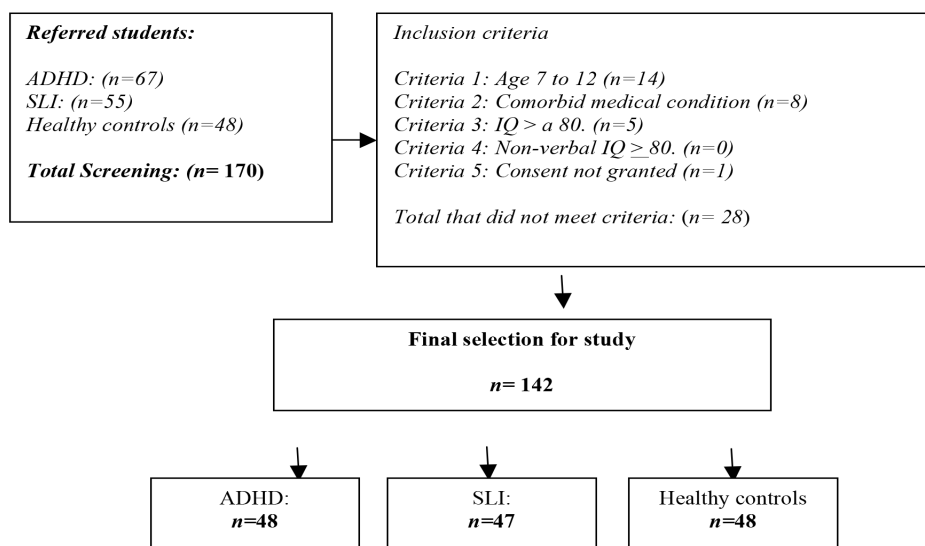 Referred students:
ADHD: (n=67)
SLI: (n=55)
Healthy controls (n=48)
Total Screening: (n= 170)
Inclusion criteria
Criteria 1: Age 7 to 12 (n=14)
Criteria 2: Comorbid medical condition (n=8)
Criteria 3: IQ > a 80. (n=5)
Criteria 4: Non-verbal IQ ≥ 80. (n=0)
Criteria 5: Consent not granted (n=1)
Total that did not meet criteria: (n= 28)
Final selection for study
n= 142
ADHD:
n=48
SLI:
n=47
Healthy controls
n=48